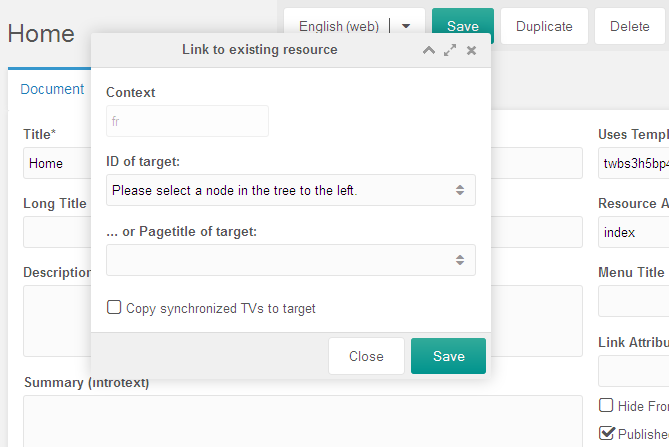 Home
English (web)
Save
Duplicate
Delete
Link to existing resource
Document
Context
fr
Title*
Home
Uses Templ
twbs3h5bp4
ID of target:
Please select a node in the tree to the left.
Long Title
Resource A
index
... or Pagetitle of target:
Description
Menu Title
Copy synchronized TVs to target
Link Attribu
Close
Save
Summary (introtext)
Hide From
Published